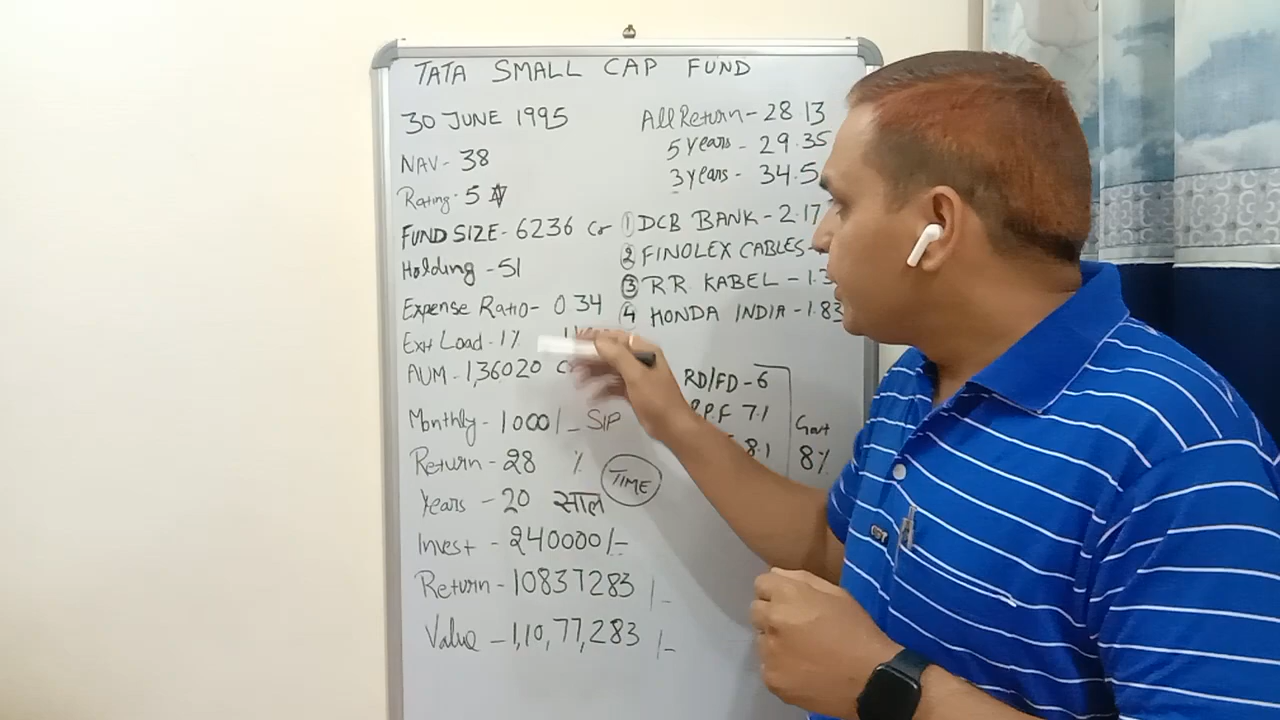 TATA SMALL CAP FUND
30 JUNE 1995
NAV- 38
Rating- 5
FUND SIZE- 6236 Cr
Holding -51
Expense Ratio- 0 34
Exit Load- 1%
AUM- 1,36020
Monthly- 1000/- SIP
Return- 28 %
TIME
Years - 20 साल
Invest - 240000/-
Return- 10837283 /-
Value - 1,10,77,283 /-
All Return- 28 13
5 years - 29.35
3 years - 34.5
1 DCB BANK- 2.17
2 FINOLEX CABLES-
3 RR KABEL - 1.3
4 HONDA INDIA -1.83
RD/FD- 6
P.F 7.1
8.1
Govt
8%